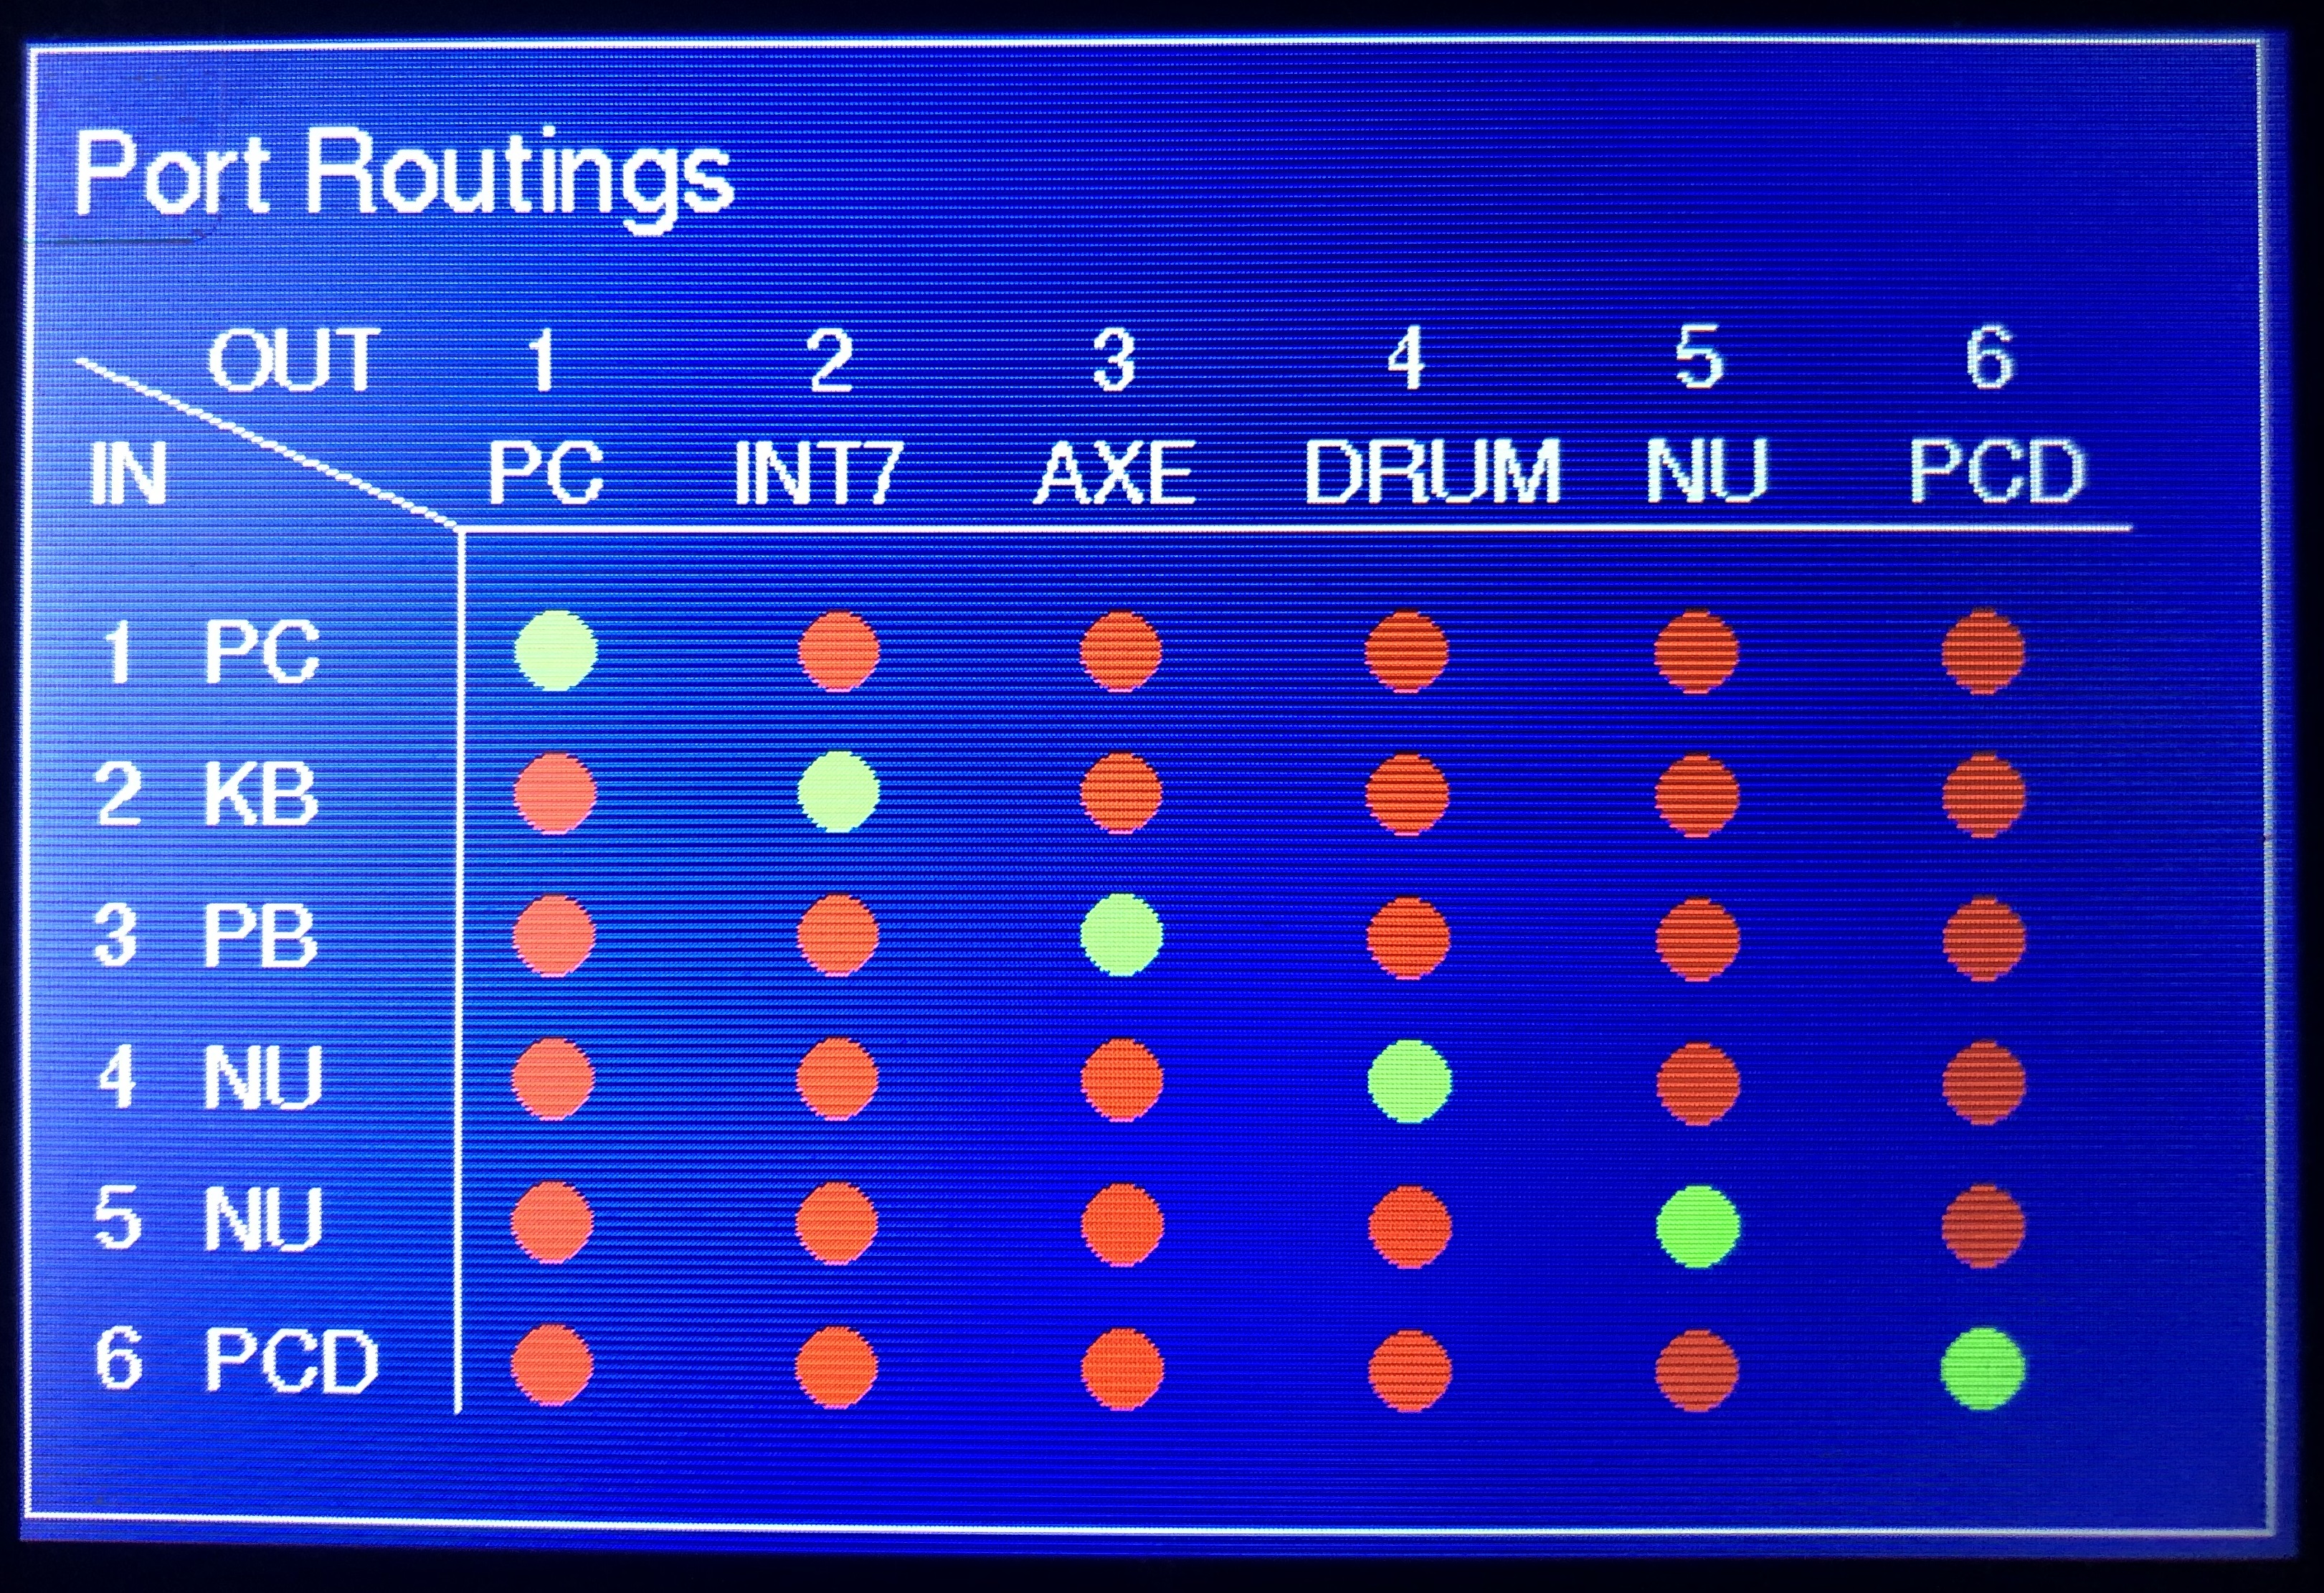 Port Routings
OUT 1 2 3 4 5 6
IN PC INT7 AXE DRUM NU PCD
1 PC
2 KB
3 PB
4 NU
5 NU
6 PCD